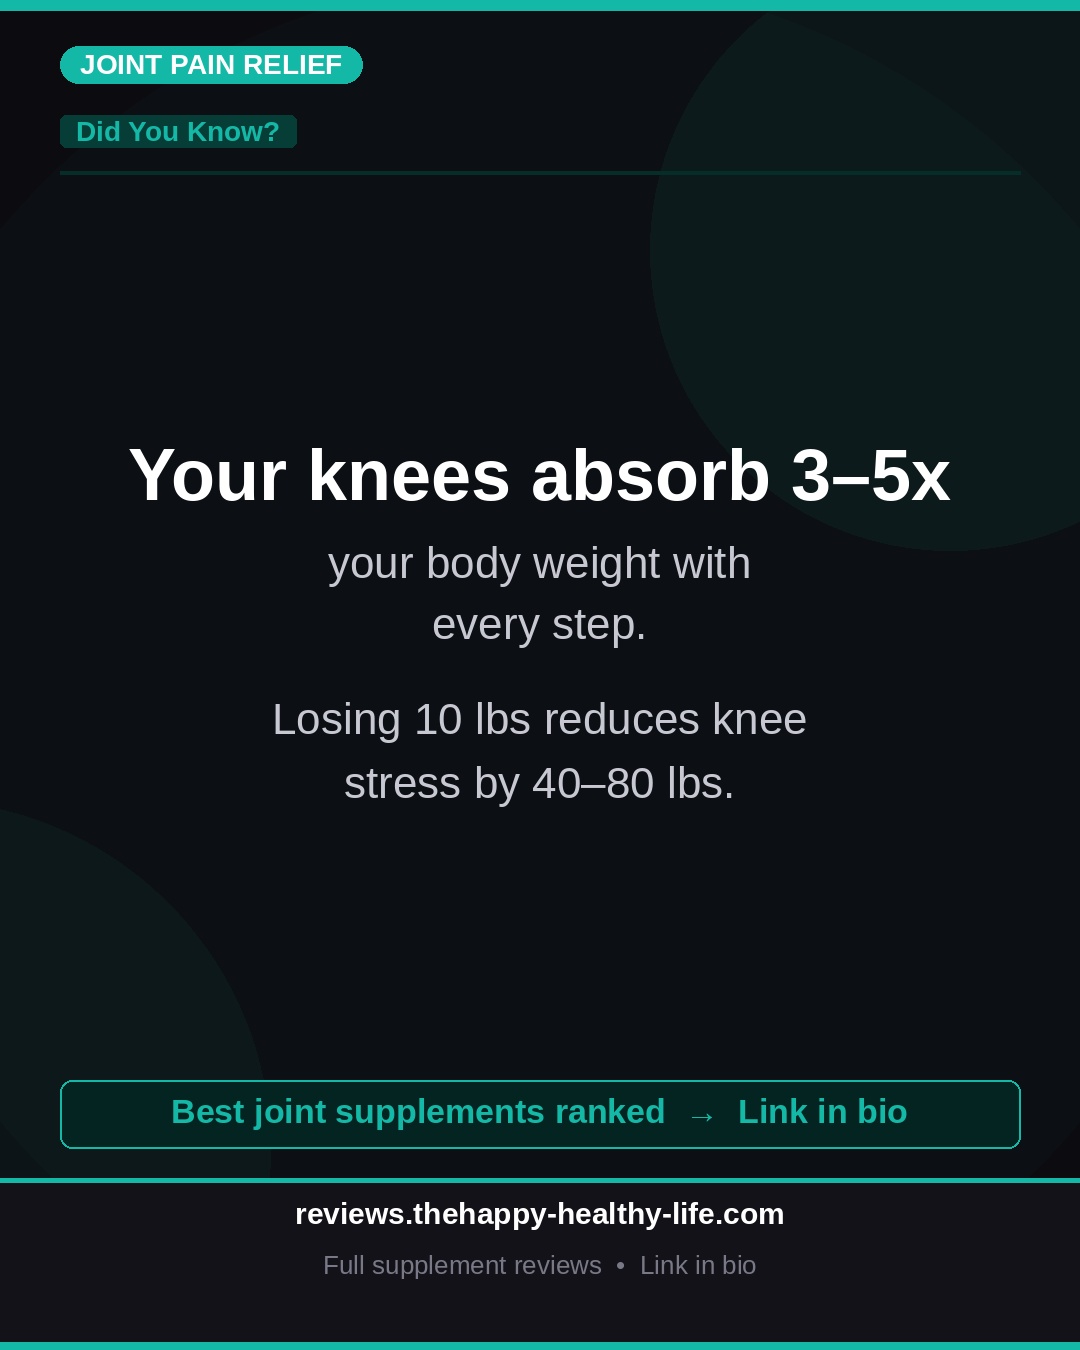 JOINT PAIN RELIEF
Did You Know?
Your knees absorb 3–5x
your body weight with
every step.
Losing 10 lbs reduces knee
stress by 40–80 lbs.
Best joint supplements ranked → Link in bio
reviews.thehappy-healthy-life.com
Full supplement reviews • Link in bio